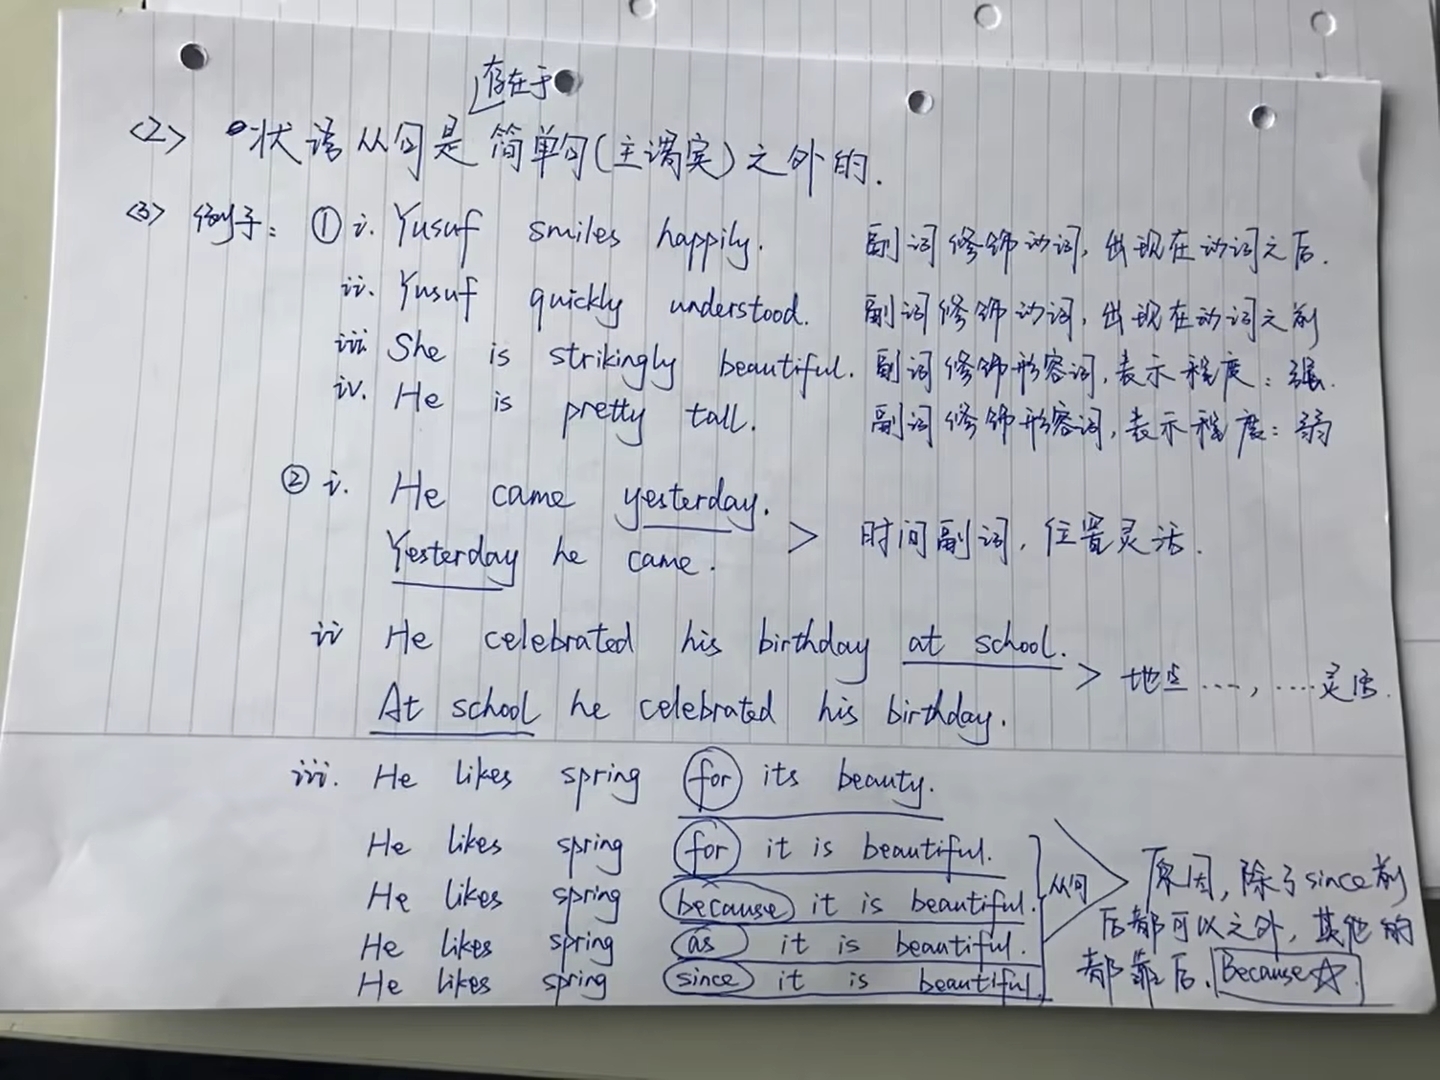 存在于
<2> 状语从句是简单句(主谓宾)之外的.
<3> 例子: ① i. Yusuf smiles happily. 副词修饰动词, 出现在动词之后.
ii. Yusuf quickly understood. 副词修饰动词, 出现在动词之前
iii She is strikingly beautiful. 副词修饰形容词, 表示程度: 强.
iv. He is pretty tall. 副词修饰形容词, 表示程度: 弱
② i. He came yesterday.
Yesterday he came. > 时间副词, 位置灵活.
ii He celebrated his birthday at school.
At school he celebrated his birthday. > 地点 ...., .... 灵活.
iii. He likes spring for its beauty.
He likes spring for it is beautiful.
He likes spring because it is beautiful.
He likes spring as it is beautiful.
He likes spring since it is beautiful.
从句
原因, 除了since前
后都可以之外, 其他的
都靠后. Because☆.